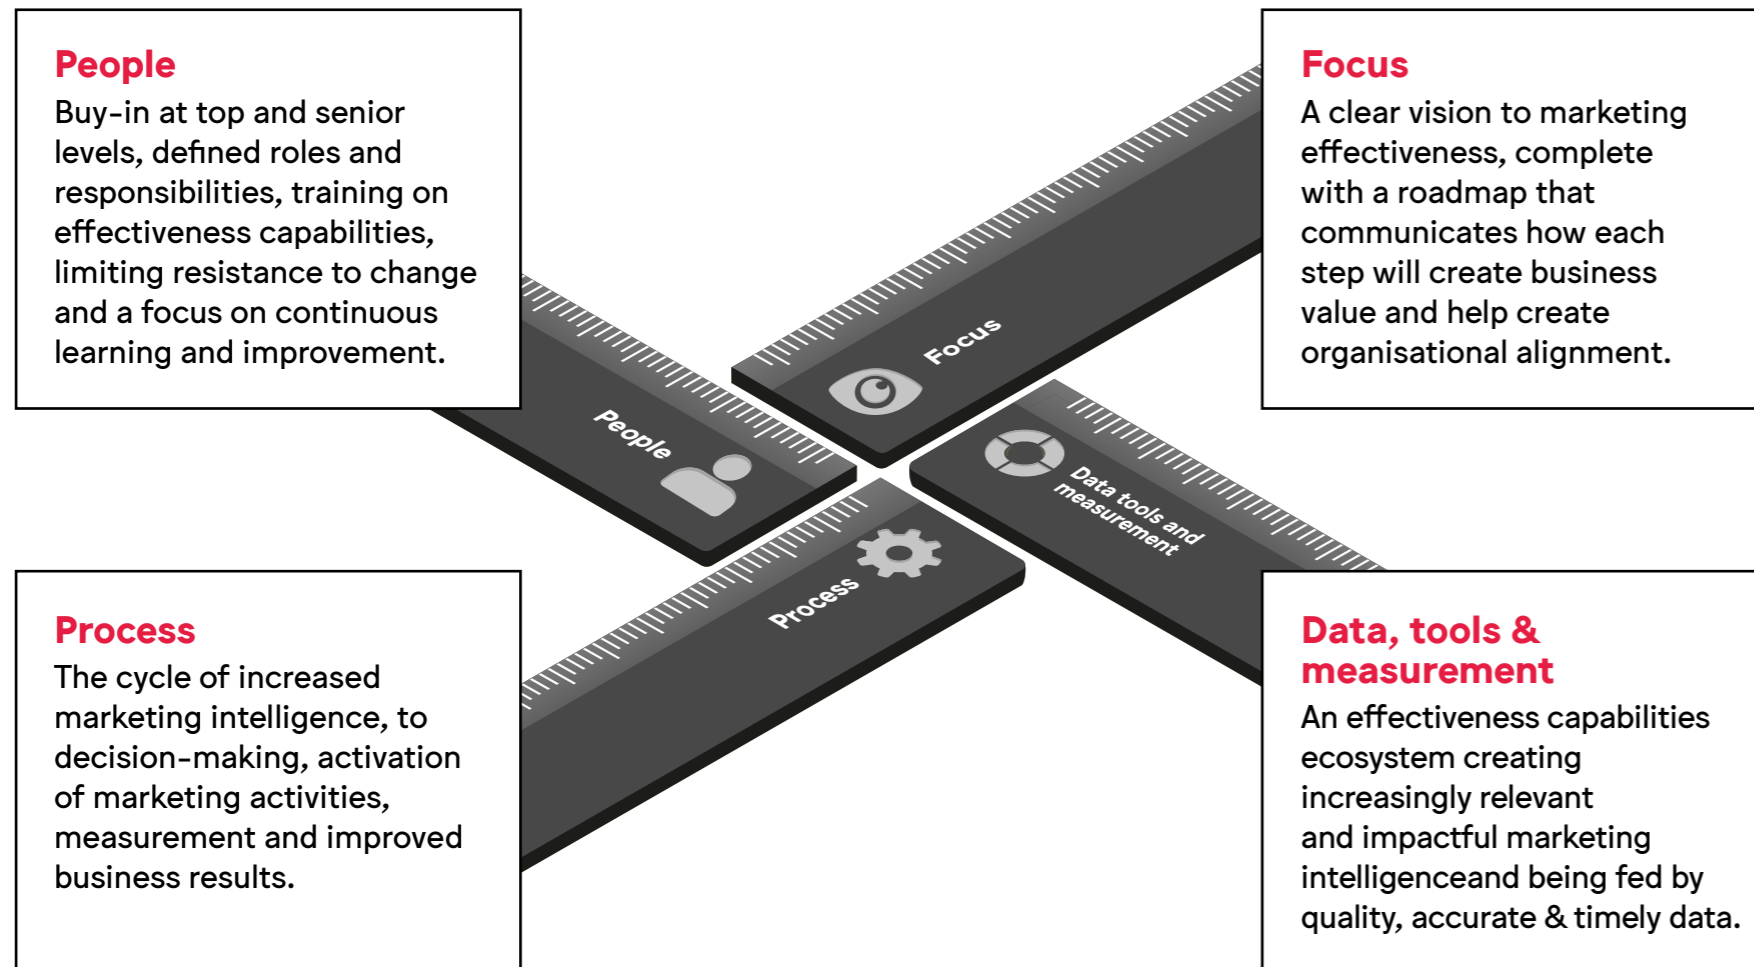 People
Buy-in at top and senior
levels, defined roles and
responsibilities, training on
effectiveness capabilities,
limiting resistance to change
and a focus on continuous
learning and improvement.
Focus
A clear vision to marketing
effectiveness, complete
with a roadmap that
communicates how each
step will create business
value and help create
organisational alignment.
Focus
People
Data tools and
measurement
Process
Process
The cycle of increased
marketing intelligence, to
decision-making, activation
of marketing activities,
measurement and improved
business results.
Data, tools &
measurement
An effectiveness capabilities
ecosystem creating
increasingly relevant
and impactful marketing
intelligenceand being fed by
quality, accurate & timely data.